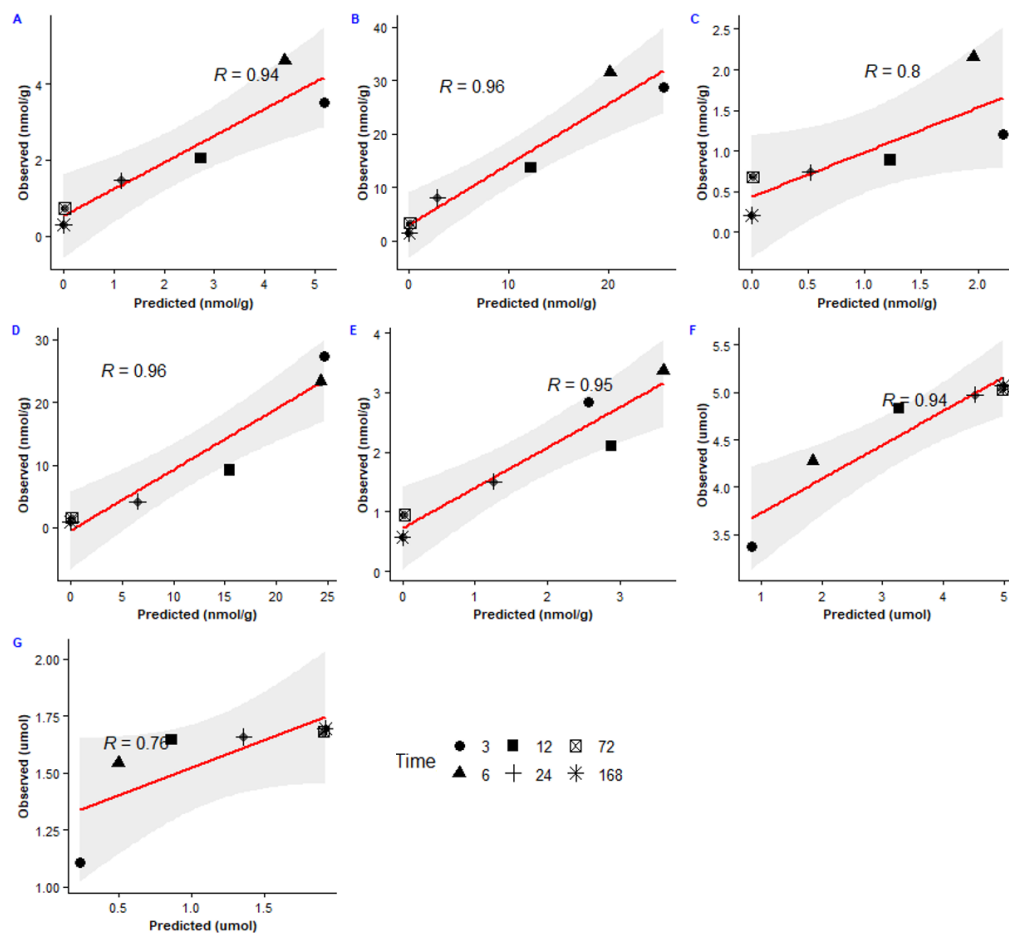 A
R = 0.94
Observed (nmol/g)
4
2
0
0 1 2 3 4 5
Predicted (nmol/g)
B
R = 0.96
Observed (nmol/g)
40
30
20
10
0
0 10 20
Predicted (nmol/g)
C
R = 0.8
Observed (nmol/g)
2.5
2.0
1.5
1.0
0.5
0.0
0.0 0.5 1.0 1.5 2.0
Predicted (nmol/g)
D
R = 0.96
Observed (nmol/g)
30
20
10
0
0 5 10 15 20 25
Predicted (nmol/g)
E
R = 0.95
Observed (nmol/g)
4
3
2
1
0
0 1 2 3
Predicted (nmol/g)
F
R = 0.94
Observed (umol)
5.5
5.0
4.5
4.0
3.5
1 2 3 4 5
Predicted (umol)
G
R = 0.76
Observed (umol)
2.00
1.75
1.50
1.25
1.00
0.5 1.0 1.5
Predicted (umol)
Time
3 12 72
6 24 168